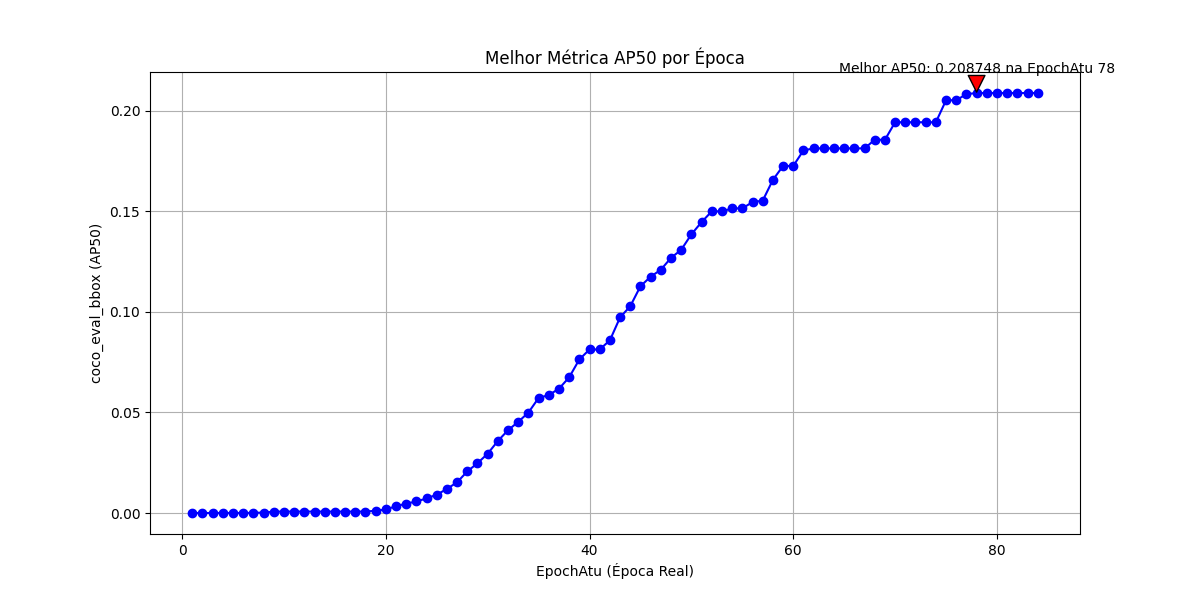 Melhor Métrica AP50 por Época
Melhor AP50: 0.208748 na EpochAtu 78
coco_eval_bbox (AP50)
0.20
0.15
0.10
0.05
0.00
0 20 40 60 80
EpochAtu (Época Real)